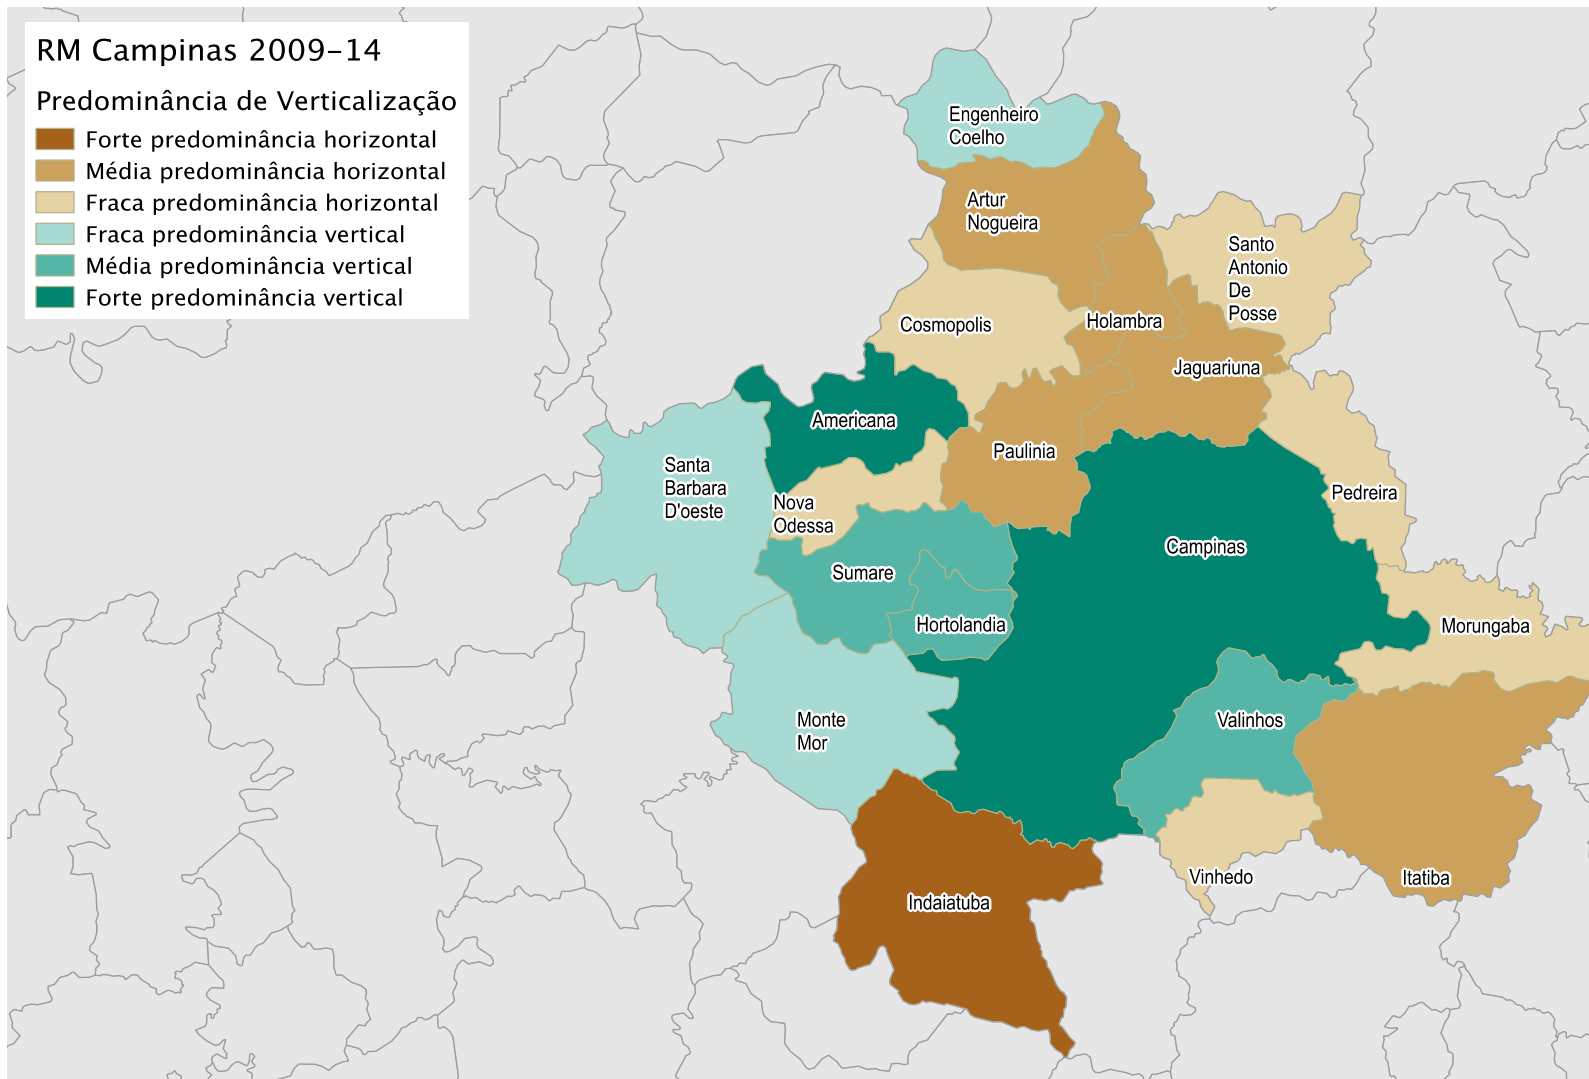 RM Campinas 2009-14
Predominância de Verticalização
Forte predominância horizontal
Média predominância horizontal
Fraca predominância horizontal
Fraca predominância vertical
Média predominância vertical
Forte predominância vertical
Engenheiro
Coelho
Artur
Nogueira
Santo
Antonio
De
Posse
Cosmopolis
Holambra
Jaguariuna
Americana
Paulinia
Santa
Barbara
D'oeste
Nova
Odessa
Pedreira
Campinas
Sumare
Hortolandia
Morungaba
Monte
Mor
Valinhos
Vinhedo
Itatiba
Indaiatuba